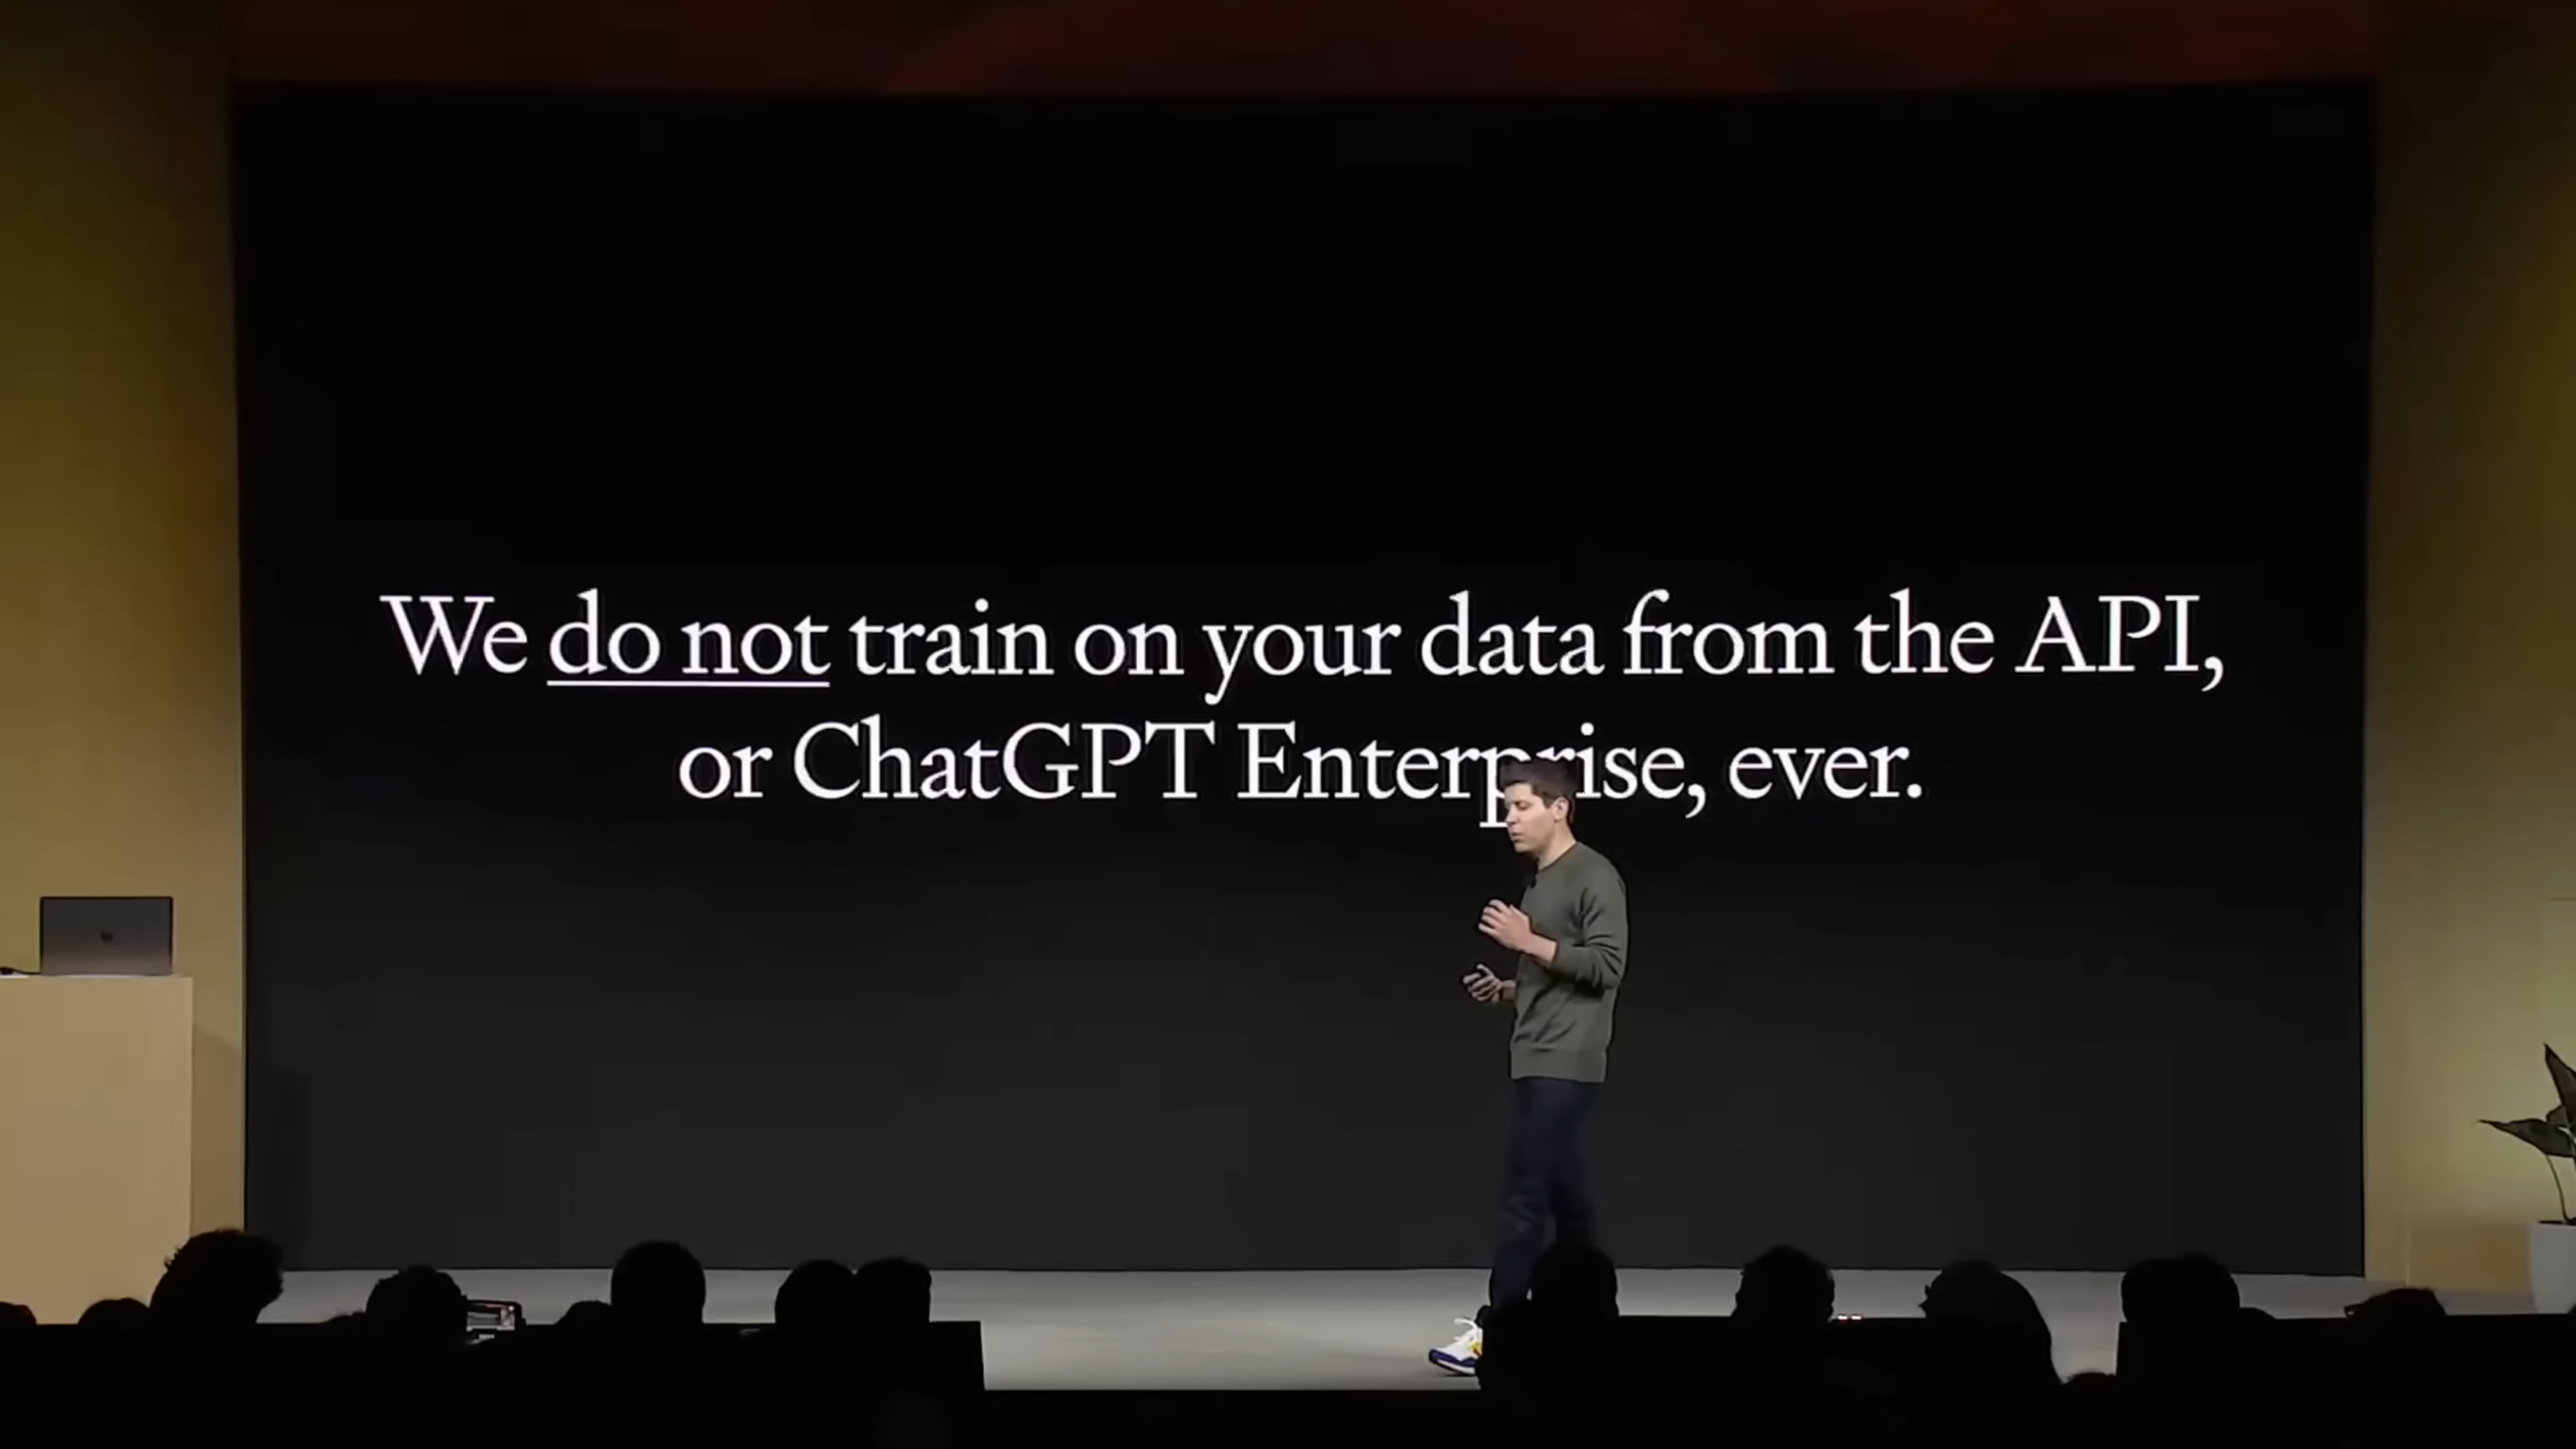 We do not train on your data from the API,
or ChatGPT Enterprise, ever.